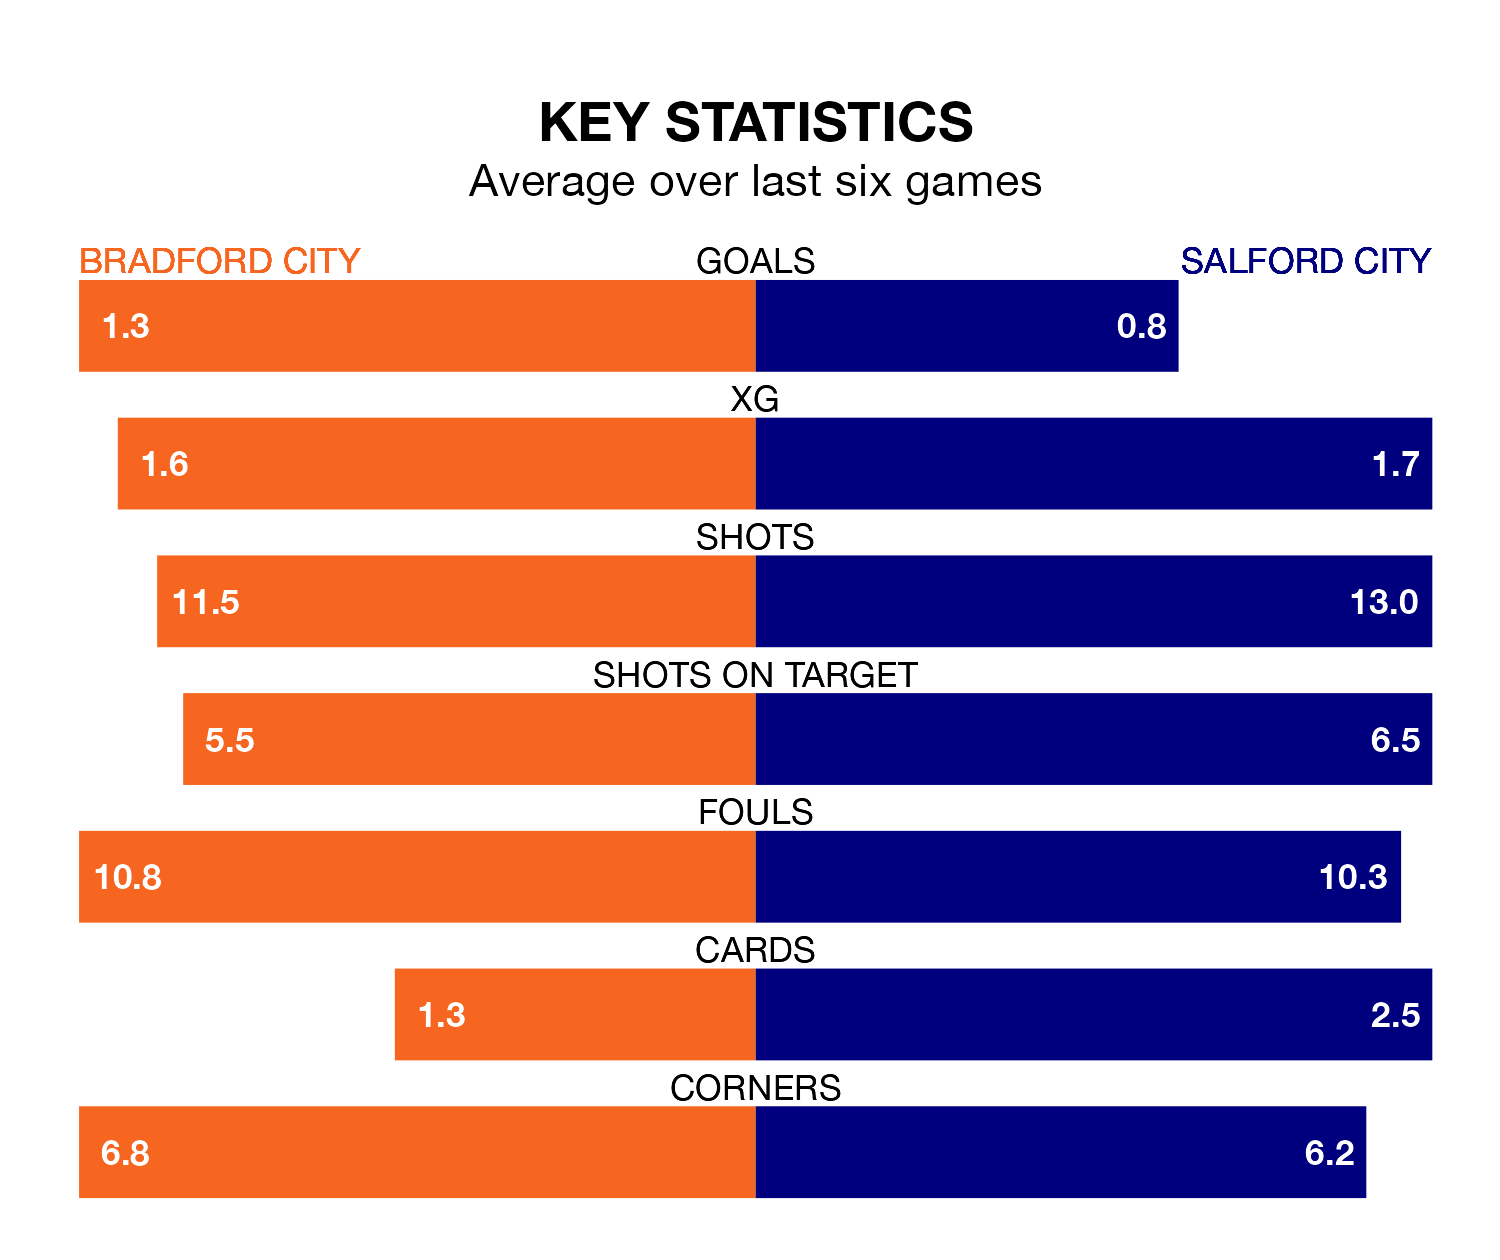 KEY STATISTICS
Average over last six games
BRADFORD CITY GOALS SALFORD CITY
1.3 0.8
XG
1.6 1.7
SHOTS
11.5 13.0
SHOTS ON TARGET
5.5 6.5
FOULS
10.8 10.3
CARDS
1.3 2.5
CORNERS
6.8 6.2